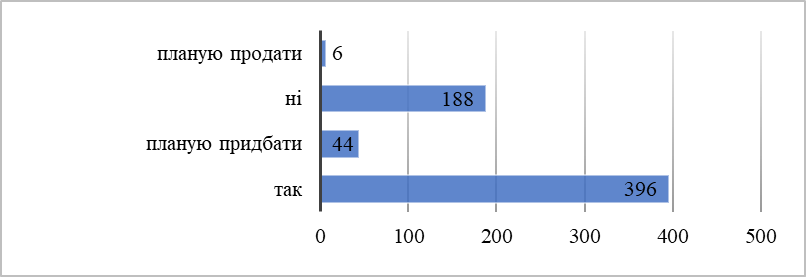 планую продати 6
ні 188
планую придбати 44
так 396
0 100 200 300 400 500